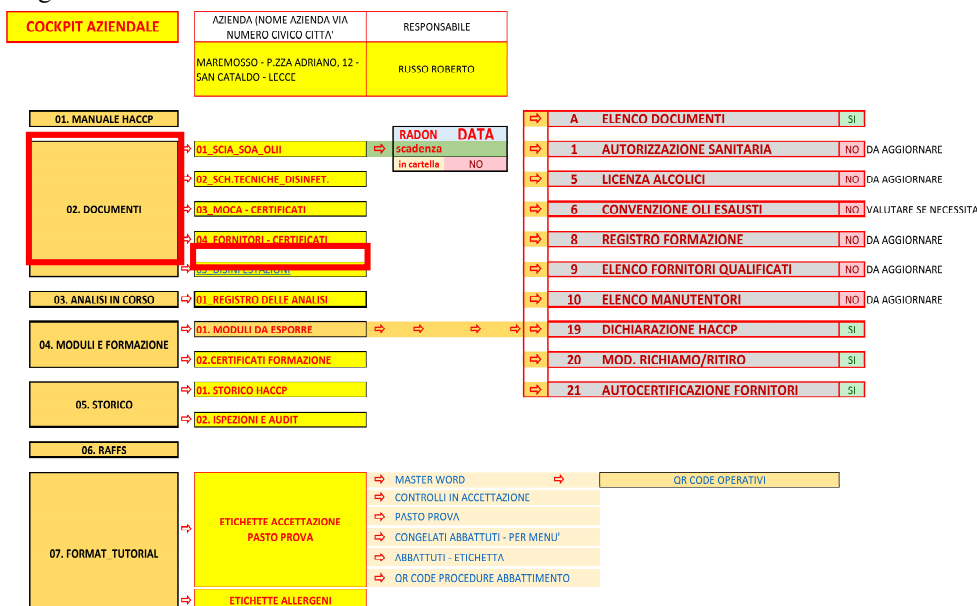 COCKPIT AZIENDALE
AZIENDA (NOME AZIENDA VIA
NUMERO CIVICO CITTA'
RESPONSABILE
MAREMOSSO - P.ZZA ADRIANO, 12 -
SAN CATALDO - LECCE
RUSSO ROBERTO
01. MANUALE HACCP
A ELENCO DOCUMENTI SI
RADON DATA
scadenza
in cartella NO
02. DOCUMENTI
01_SCIA_SOA_OLII
1 AUTORIZZAZIONE SANITARIA NO DA AGGIORNARE
02_SCH.TECNICHE_DISINFET.
5 LICENZA ALCOLICI NO DA AGGIORNARE
03_MOCA - CERTIFICATI
6 CONVENZIONE OLI ESAUSTI NO VALUTARE SE NECESSITA
04_FORNITORI - CERTIFICATI
8 REGISTRO FORMAZIONE NO DA AGGIORNARE
05_DISINFESTAZIONI
9 ELENCO FORNITORI QUALIFICATI NO DA AGGIORNARE
03. ANALISI IN CORSO
01_REGISTRO DELLE ANALISI
10 ELENCO MANUTENTORI NO DA AGGIORNARE
04. MODULI E FORMAZIONE
01. MODULI DA ESPORRE
19 DICHIARAZIONE HACCP SI
02.CERTIFICATI FORMAZIONE
20 MOD. RICHIAMO/RITIRO SI
05. STORICO
01. STORICO HACCP
21 AUTOCERTIFICAZIONE FORNITORI SI
02. ISPEZIONI E AUDIT
06. RAFFS
07. FORMAT_TUTORIAL
ETICHETTE ACCETTAZIONE
PASTO PROVA
MASTER WORD
QR CODE OPERATIVI
CONTROLLI IN ACCETTAZIONE
PASTO PROVA
CONGELATI ABBATTUTI - PER MENU'
ABBATTUTI - ETICHETTA
QR CODE PROCEDURE ABBATTIMENTO
ETICHETTE ALLERGENI